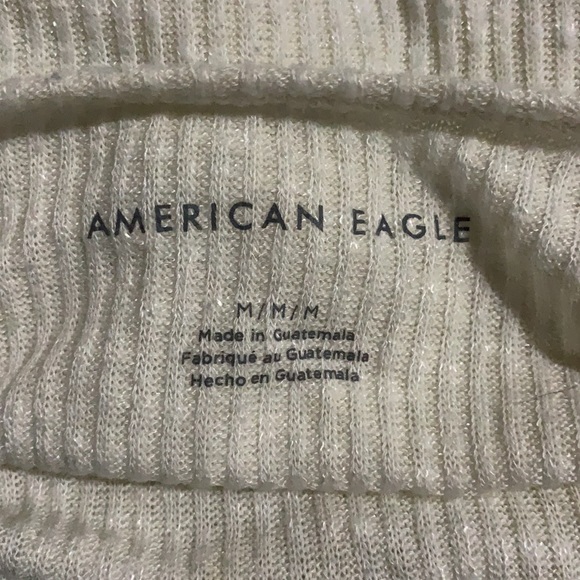 AMERICAN EAGLE
M/M/M
Made in Guatemala
Fabriqué au Guatemala
Hecho en Guatemala